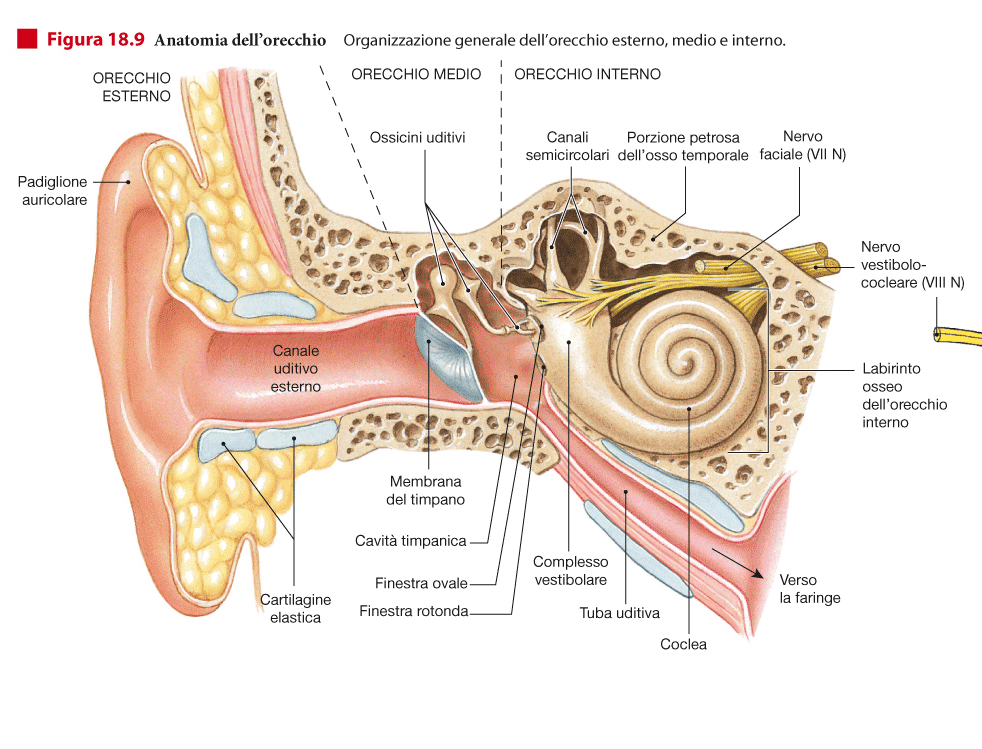 Figura 18.9 Anatomia dell'orecchio Organizzazione generale dell'orecchio esterno, medio e interno.
ORECCHIO
ESTERNO
ORECCHIO MEDIO
ORECCHIO INTERNO
Ossicini uditivi
Canali
semicircolari
Porzione petrosa
dell'osso temporale
Nervo
faciale (VII N)
Padiglione
auricolare
Nervo
vestibolo-
cocleare (VIII N)
Canale
uditivo
esterno
Labirinto
osseo
dell'orecchio
interno
Membrana
del timpano
Cavità timpanica
Finestra ovale
Finestra rotonda
Cartilagine
elastica
Complesso
vestibolare
Tuba uditiva
Coclea
Verso
la faringe